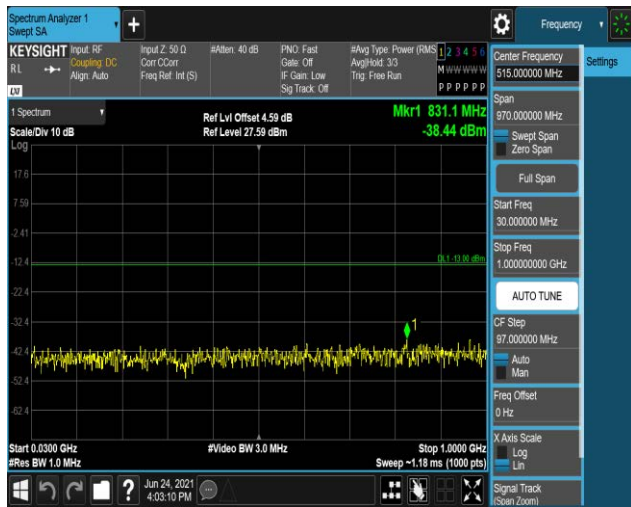 Spectrum Analyzer 1
Swept SA
+
Frequency
KEYSIGHT
RL
LXI
Input: RF
Coupling: DC
Align: Auto
Input Z: 50 Ω
Corr CCorr
Freq Ref: Int (S)
#Atten: 40 dB
PNO: Fast
Gate: Off
IF Gain: Low
Sig Track: Off
#Avg Type: Power (RMS
Avg|Hold: 3/3
Trig: Free Run
1 2 3 4 5 6
M W W W W W
P P P P P P
1 Spectrum
Scale/Div 10 dB
Ref Lvl Offset 4.59 dB
Ref Level 27.59 dBm
Mkr1 831.1 MHz
-38.44 dBm
Log
17.6
7.59
-2.41
-12.4
DL1 -13.00 dBm
-22.4
-32.4
1
-42.4
-52.4
-62.4
Start 0.0300 GHz
#Res BW 1.0 MHz
#Video BW 3.0 MHz
Stop 1.0000 GHz
Sweep ~1.18 ms (1000 pts)
?
Jun 24, 2021
4:03:10 PM
Center Frequency
515.000000 MHz
Settings
Span
970.000000 MHz
Swept Span
Zero Span
Full Span
Start Freq
30.000000 MHz
Stop Freq
1.000000000 GHz
AUTO TUNE
CF Step
97.000000 MHz
Auto
Man
Freq Offset
0 Hz
X Axis Scale
Log
Lin
Signal Track
(Span Zoom)